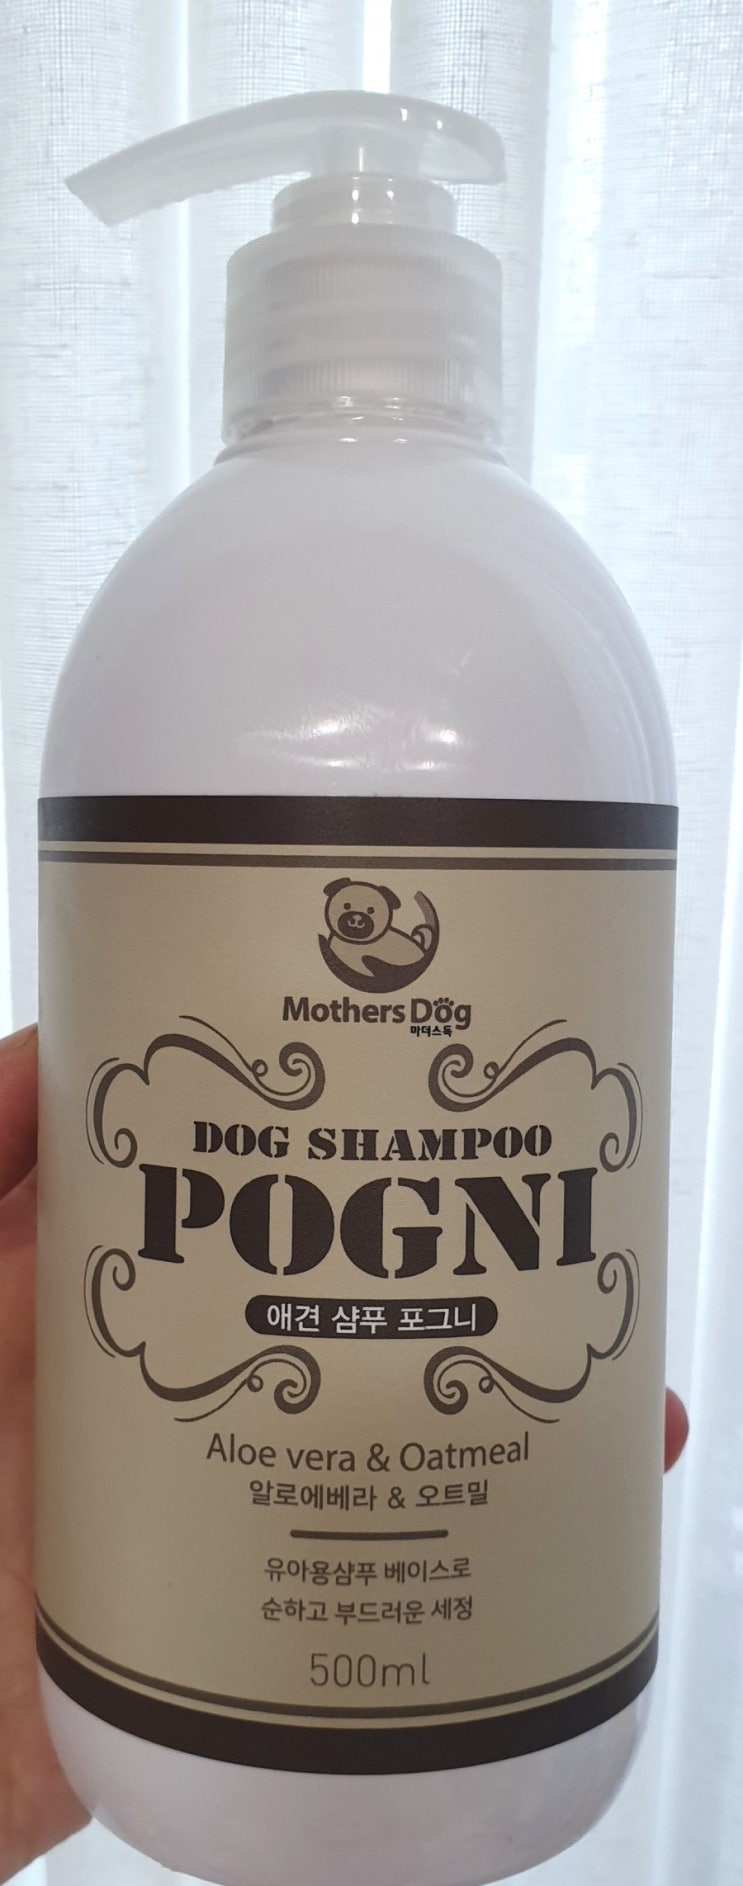 Mothers Dog
마더스독
DOG SHAMPOO
POGNI
애견 샴푸 포그니
Aloe vera & Oatmeal
알로에베라 & 오트밀
유아용샴푸 베이스로
순하고 부드러운 세정
500ml